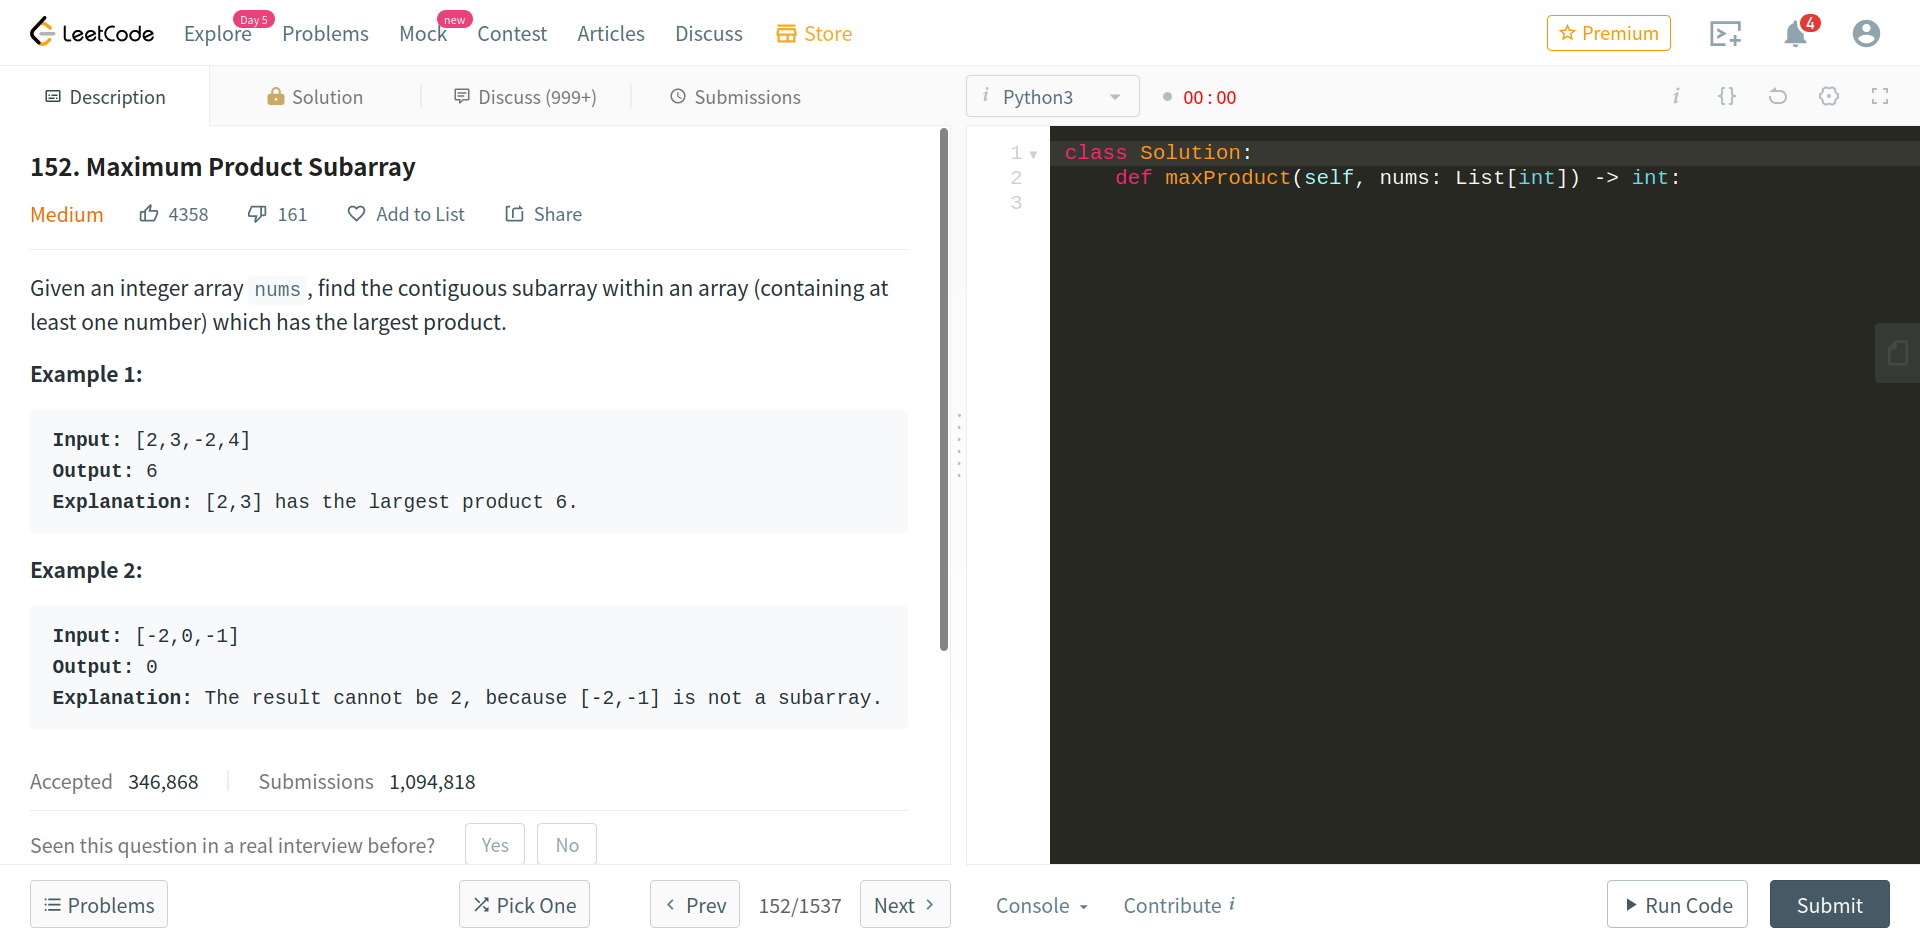 LeetCode Explore Day 5 Problems Mock new Contest Articles Discuss Store Premium 4
Description Solution Discuss (999+) Submissions
i Python3 00 : 00 i {}
152. Maximum Product Subarray
Medium 4358 161 Add to List Share
Given an integer array nums , find the contiguous subarray within an array (containing at
least one number) which has the largest product.
Example 1:
Input: [2,3,-2,4]
Output: 6
Explanation: [2,3] has the largest product 6.
Example 2:
Input: [-2,0,-1]
Output: 0
Explanation: The result cannot be 2, because [-2,-1] is not a subarray.
Accepted 346,868 Submissions 1,094,818
Seen this question in a real interview before? Yes No
1 class Solution:
2 def maxProduct(self, nums: List[int]) -> int:
3
Problems Pick One Prev 152/1537 Next Console Contribute i Run Code Submit